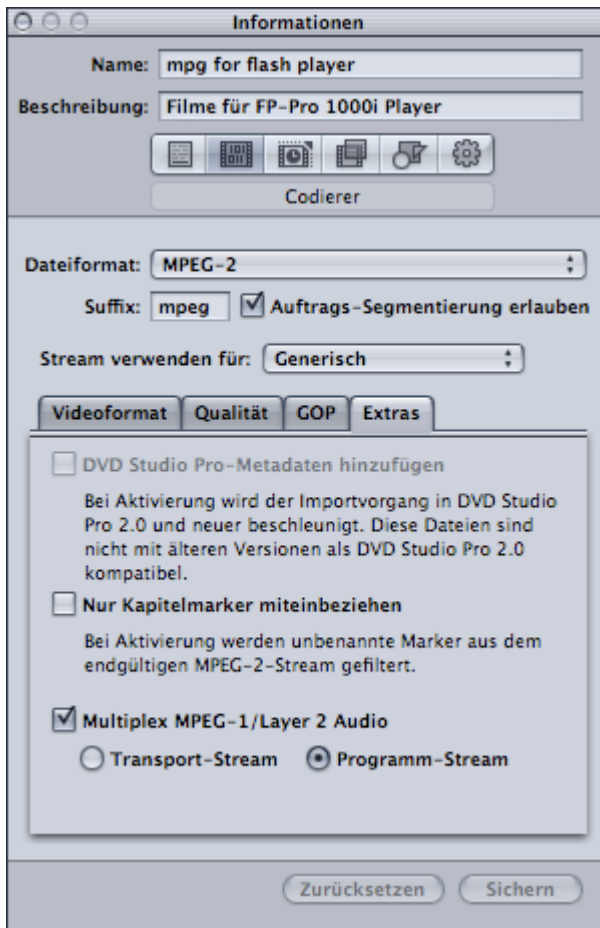 Informationen
Name: mpg for flash player
Beschreibung: Filme für FP-Pro 1000i Player
Codierer
Dateiformat: MPEG-2
Suffix: mpeg Auftrags-Segmentierung erlauben
Stream verwenden für: Generisch
Videoformat Qualität GOP Extras
DVD Studio Pro-Metadaten hinzufügen
Bei Aktivierung wird der Importvorgang in DVD Studio
Pro 2.0 und neuer beschleunigt. Diese Dateien sind
nicht mit älteren Versionen als DVD Studio Pro 2.0
kompatibel.
Nur Kapitelmarker miteinbeziehen
Bei Aktivierung werden unbenannte Marker aus dem
endgültigen MPEG-2-Stream gefiltert.
Multiplex MPEG-1/Layer 2 Audio
Transport-Stream Programm-Stream
Zurücksetzen Sichern